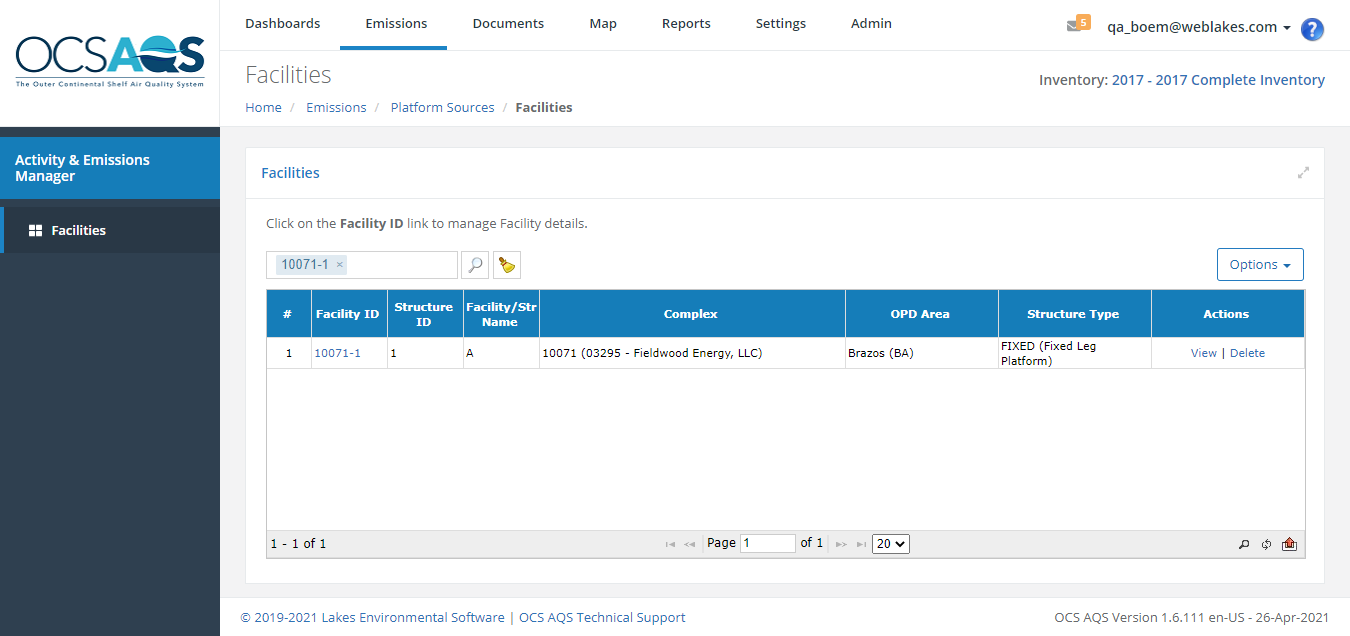 OCSAQS
The Outer Continental Shelf Air Quality System
Dashboards Emissions Documents Map Reports Settings Admin
5
qa_boem@weblakes.com
?
Facilities
Inventory: 2017 - 2017 Complete Inventory
Home / Emissions / Platform Sources / Facilities
Activity & Emissions
Manager
Facilities
Facilities
Click on the Facility ID link to manage Facility details.
10071-1 ×
Options
# Facility ID Structure ID Facility/Str Name Complex OPD Area Structure Type Actions
1 10071-1 1 A 10071 (03295 - Fieldwood Energy, LLC) Brazos (BA) FIXED (Fixed Leg Platform) View | Delete
1 - 1 of 1
Page 1 of 1
20
© 2019-2021 Lakes Environmental Software | OCS AQS Technical Support
OCS AQS Version 1.6.111 en-US - 26-Apr-2021